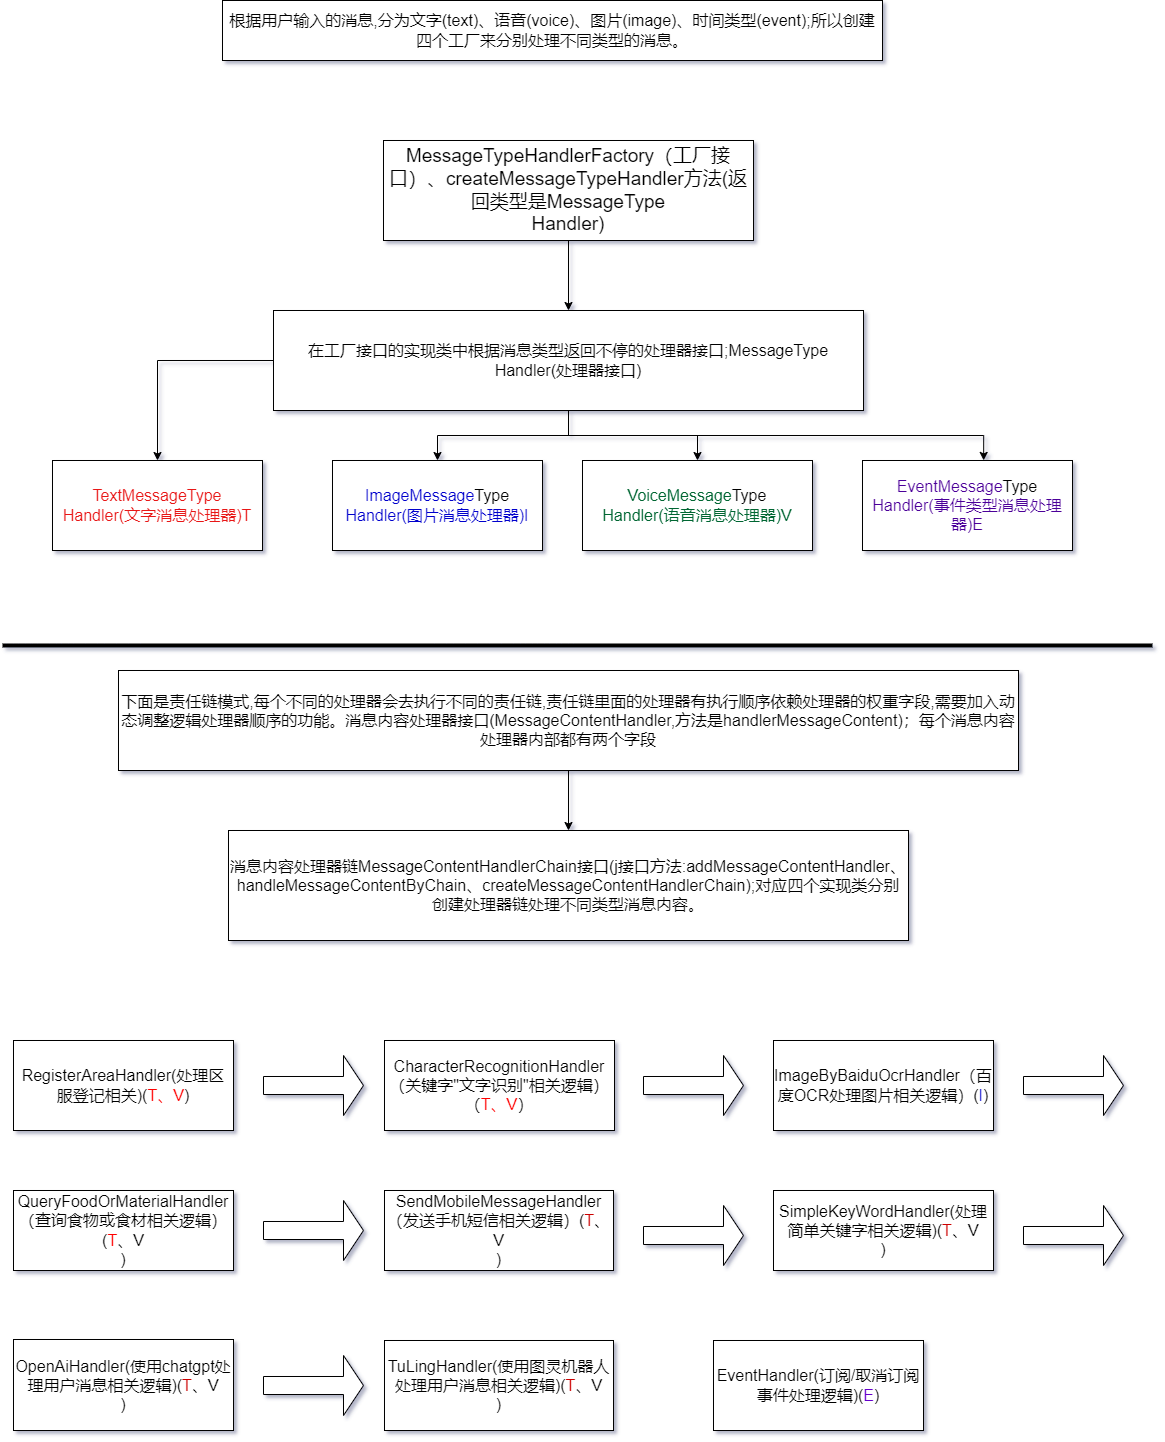 根据用户输入的消息,分为文字(text)、语音(voice)、图片(image)、时间类型(event);所以创建
四个工厂来分别处理不同类型的消息。
MessageTypeHandlerFactory（工厂接
口）、createMessageTypeHandler方法(返
回类型是MessageType
Handler)
在工厂接口的实现类中根据消息类型返回不停的处理器接口;MessageType
Handler(处理器接口)
TextMessageType
Handler(文字消息处理器)T
ImageMessageType
Handler(图片消息处理器)I
VoiceMessageType
Handler(语音消息处理器)V
EventMessageType
Handler(事件类型消息处理
器)E
下面是责任链模式,每个不同的处理器会去执行不同的责任链,责任链里面的处理器有执行顺序依赖处理器的权重字段,需要加入动
态调整逻辑处理器顺序的功能。消息内容处理器接口(MessageContentHandler,方法是handlerMessageContent)；每个消息内容
处理器内部都有两个字段
消息内容处理器链MessageContentHandlerChain接口(j接口方法:addMessageContentHandler、
handleMessageContentByChain、createMessageContentHandlerChain);对应四个实现类分别
创建处理器链处理不同类型消息内容。
RegisterAreaHandler(处理区
服登记相关)(T、V)
CharacterRecognitionHandler
（关键字"文字识别"相关逻辑）
（T、V）
ImageByBaiduOcrHandler（百
度OCR处理图片相关逻辑）(I)
QueryFoodOrMaterialHandler
（查询食物或食材相关逻辑）
(T、V
)
SendMobileMessageHandler
（发送手机短信相关逻辑）(T、
V
)
SimpleKeyWordHandler(处理
简单关键字相关逻辑)(T、V
)
OpenAiHandler(使用chatgpt处
理用户消息相关逻辑)(T、V
)
TuLingHandler(使用图灵机器人
处理用户消息相关逻辑)(T、V
)
EventHandler(订阅/取消订阅
事件处理逻辑)(E)